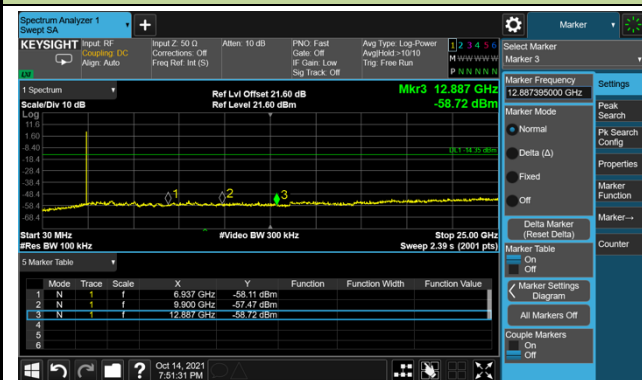 Spectrum Analyzer 1
Swept SA
KEYSIGHT
Input: RF
Coupling: DC
Align: Auto
Input Z: 50 Ω
Corrections: Off
Freq Ref: Int (S)
Atten: 10 dB
PNO: Fast
Gate: Off
IF Gain: Low
Sig Track: Off
Avg Type: Log-Power
Avg|Hold:>10/10
Trig: Free Run
1 2 3 4 5 6
M W W W W W
P N N N N N
LXI
1 Spectrum
Scale/Div 10 dB
Ref Lvl Offset 21.60 dB
Ref Level 21.60 dBm
Mkr3 12.887 GHz
-58.72 dBm
Log
11.6
1.60
-8.40
-18.4
-28.4
-38.4
-48.4
-58.4
-68.4
DL1 -14.35 dBm
1
2
3
Start 30 MHz
#Video BW 300 kHz
Stop 25.00 GHz
#Res BW 100 kHz
Sweep 2.39 s (2001 pts)
5 Marker Table
Mode Trace Scale X Y Function Function Width Function Value
1 N 1 f 6.937 GHz -58.11 dBm
2 N 1 f 9.900 GHz -57.47 dBm
3 N 1 f 12.887 GHz -58.72 dBm
4
5
6
Oct 14, 2021
7:51:31 PM
Marker
Select Marker
Marker 3
Marker Frequency
12.887395000 GHz
Marker Mode
Normal
Delta (Δ)
Fixed
Off
Delta Marker
(Reset Delta)
Marker Table
On
Off
Marker Settings
Diagram
All Markers Off
Couple Markers
On
Off
Settings
Peak
Search
Pk Search
Config
Properties
Marker
Function
Marker→
Counter